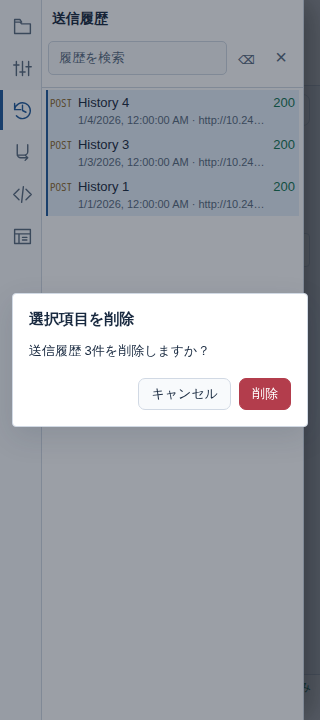 送信履歴
履歴を検索
POST History 4 200
1/4/2026, 12:00:00 AM · http://10.24…
POST History 3 200
1/3/2026, 12:00:00 AM · http://10.24…
POST History 1 200
1/1/2026, 12:00:00 AM · http://10.24…
選択項目を削除
送信履歴 3件を削除しますか？
キャンセル 削除